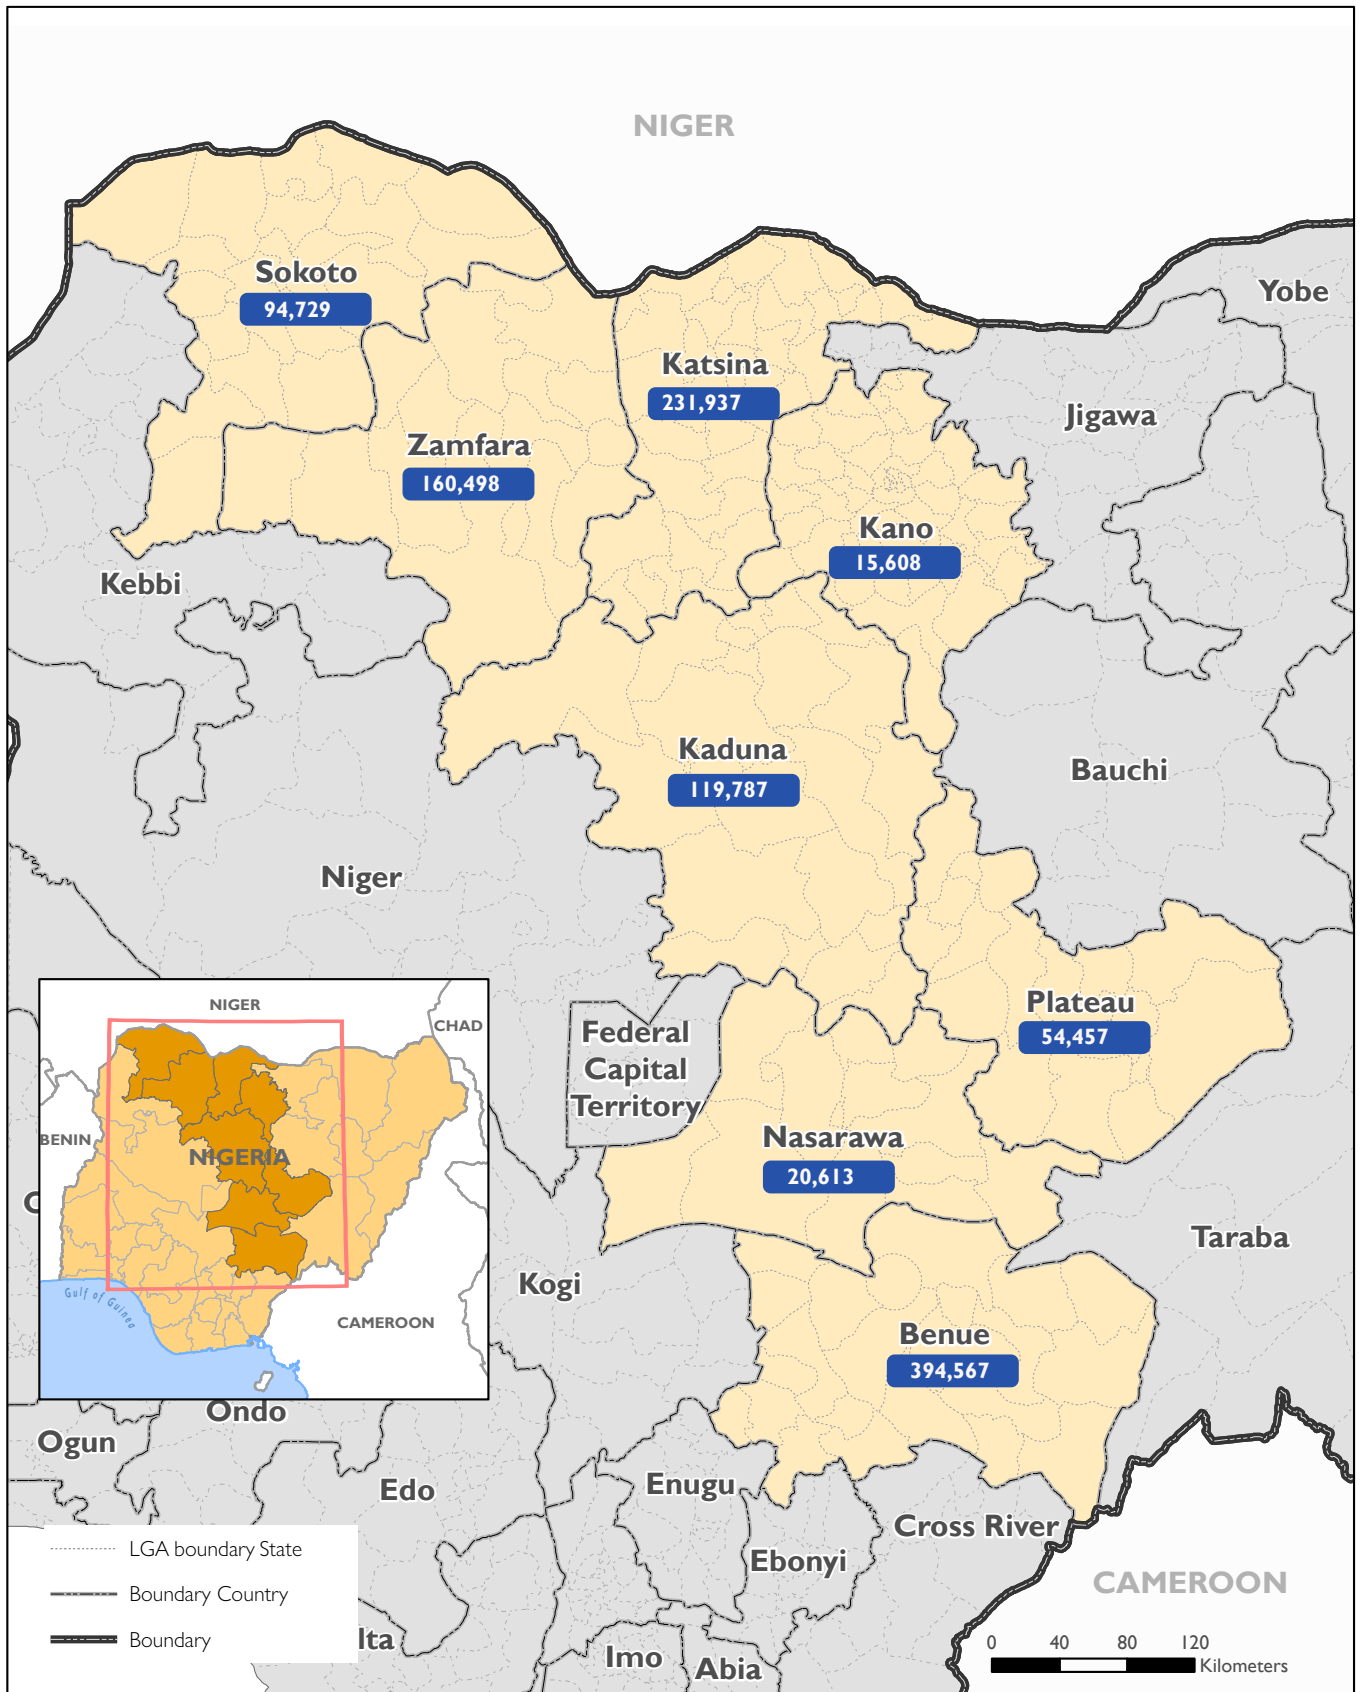 NIGER
Sokoto
94,729
Yobe
Katsina
231,937
Jigawa
Zamfara
160,498
Kano
15,608
Kebbi
Kaduna
119,787
Bauchi
Niger
Plateau
54,457
Federal
Capital
Territory
Nasarawa
20,613
Taraba
Kogi
Benue
394,567
NIGER
CHAD
BENIN
NIGERIA
Gulf of Guinea
CAMEROON
Ondo
Ogun
Edo
Enugu
Cross River
Ebonyi
CAMEROON
lta
Imo
Abia
LGA boundary State
Boundary Country
Boundary
0 40 80 120
Kilometers